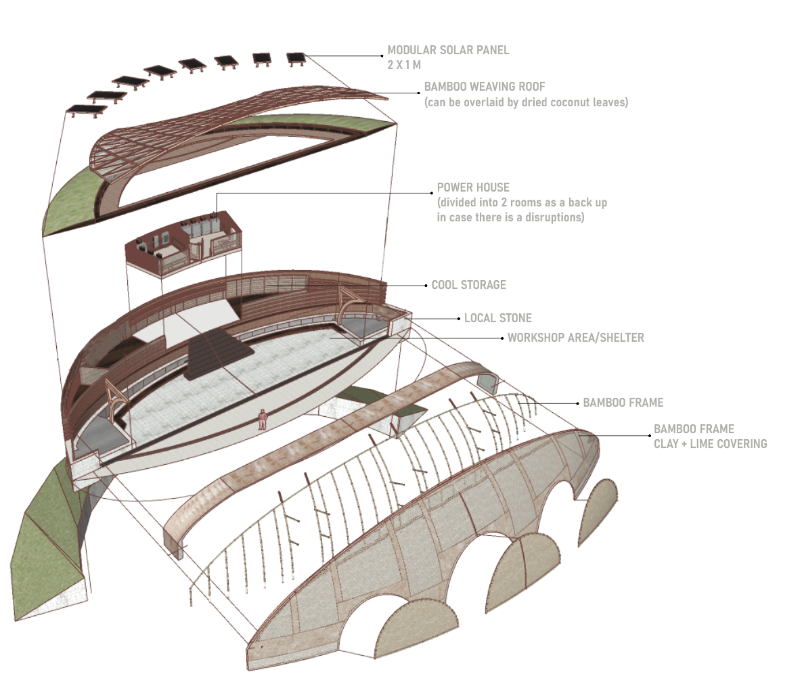 MODULAR SOLAR PANEL
2 X 1 M
BAMBOO WEAVING ROOF
(can be overlaid by dried coconut leaves)
POWER HOUSE
(divided into 2 rooms as a back up
in case there is a disruptions)
COOL STORAGE
LOCAL STONE
WORKSHOP AREA/SHELTER
BAMBOO FRAME
BAMBOO FRAME
CLAY + LIME COVERING